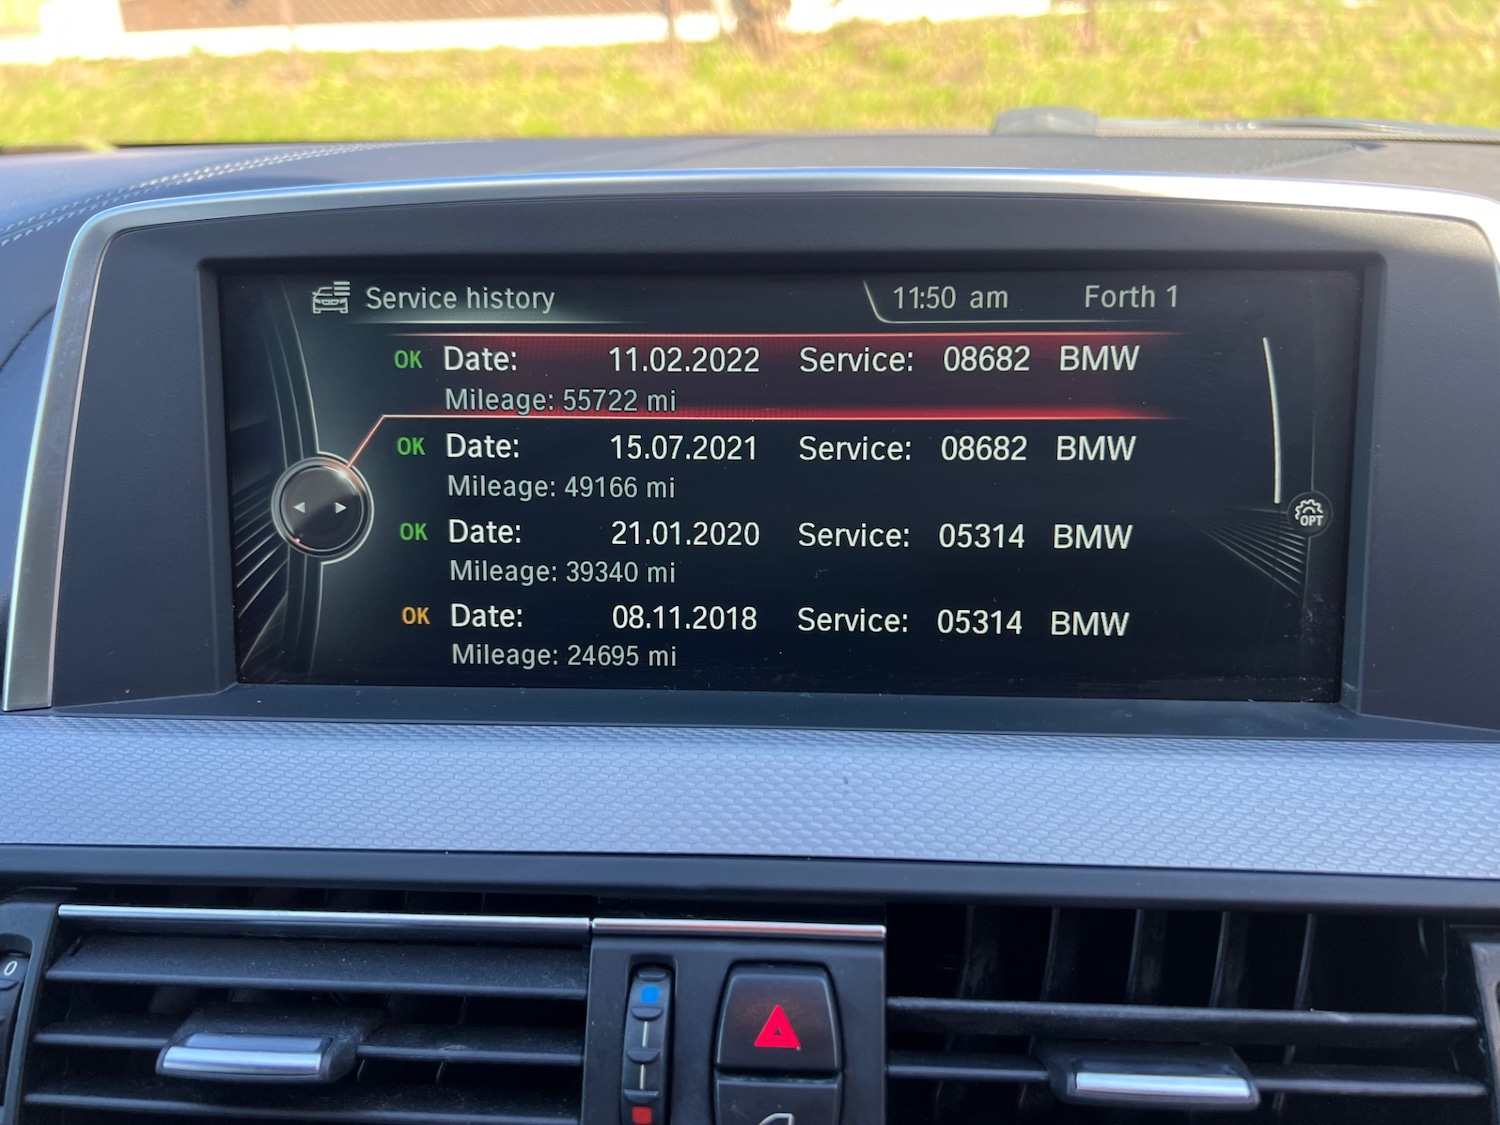 Service history 11:50 am Forth 1
OK Date: 11.02.2022 Service: 08682 BMW
Mileage: 55722 mi
OK Date: 15.07.2021 Service: 08682 BMW
Mileage: 49166 mi
OK Date: 21.01.2020 Service: 05314 BMW
Mileage: 39340 mi
OPT
OK Date: 08.11.2018 Service: 05314 BMW
Mileage: 24695 mi
0